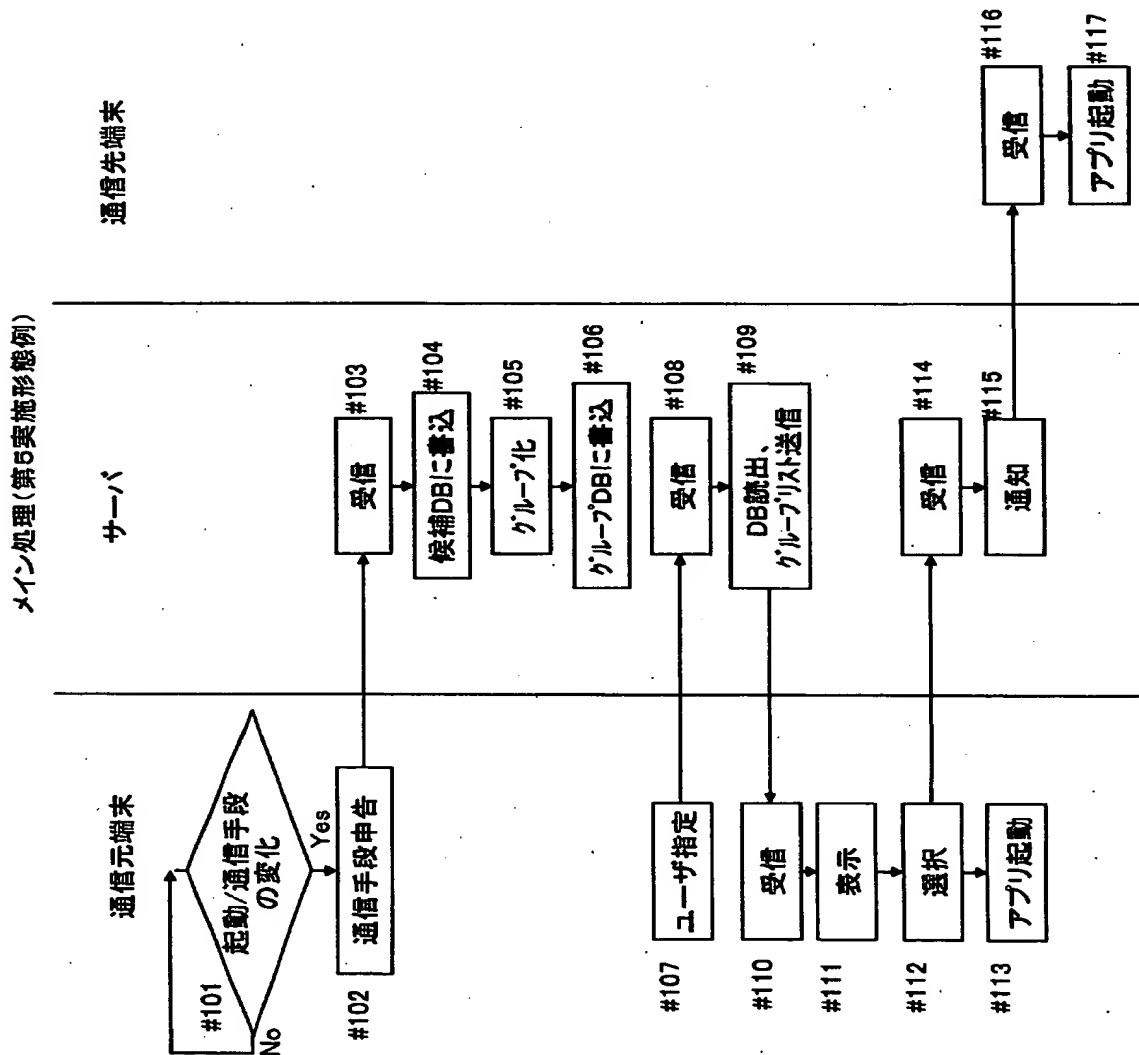 メイン処理(第5実施形態例)
通信元端末
サーバ
通信先端末
起動/通信手段
の変化
#101
No
Yes
通信手段申告
#102
受信
#103
候補DBに書込
#104
グループ化
#105
グループDBに書込
#106
ユーザ指定
#107
受信
#108
DB読出、
グループリスト送信
#109
受信
#110
表示
#111
選択
#112
アプリ起動
#113
受信
#114
通知
#115
受信
#116
アプリ起動
#117